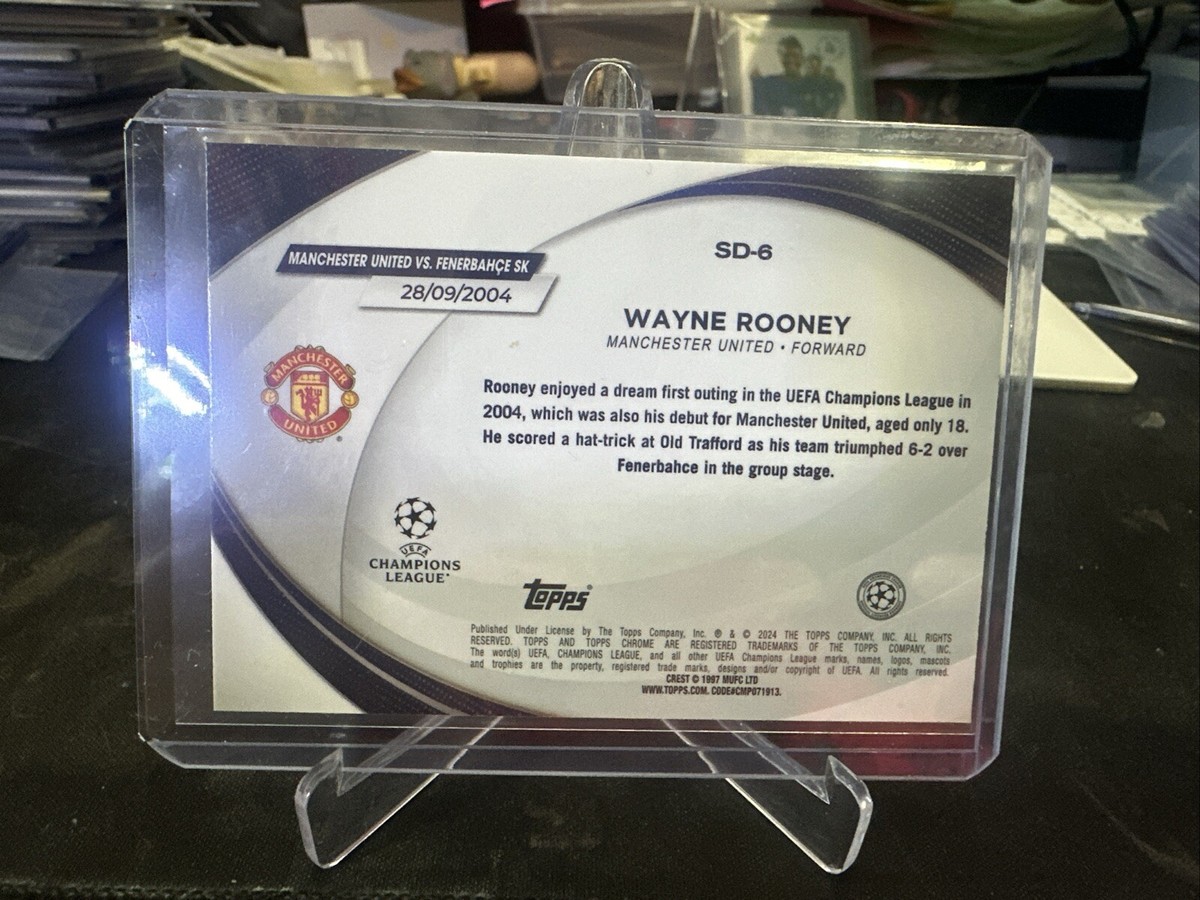 SD-6
MANCHESTER UNITED VS. FENERBAHÇE SK
28/09/2004
WAYNE ROONEY
MANCHESTER UNITED • FORWARD
MANCHESTER
UNITED
®
Rooney enjoyed a dream first outing in the UEFA Champions League in
2004, which was also his debut for Manchester United, aged only 18.
He scored a hat-trick at Old Trafford as his team triumphed 6-2 over
Fenerbahce in the group stage.
UEFA
CHAMPIONS
LEAGUE
Topps®
Published Under License by The Topps Company, Inc. ® & © 2024 THE TOPPS COMPANY, INC. ALL RIGHTS
RESERVED. TOPPS AND TOPPS CHROME ARE REGISTERED TRADEMARKS OF THE TOPPS COMPANY, INC.
The word(s) UEFA, CHAMPIONS LEAGUE, and all other UEFA Champions League marks, names, logos, mascots
and trophies are the property, registered trade marks, designs and/or copyright of UEFA. All rights reserved.
CREST © 1997 MUFC LTD
WWW.TOPPS.COM. CODE#CMP071913.